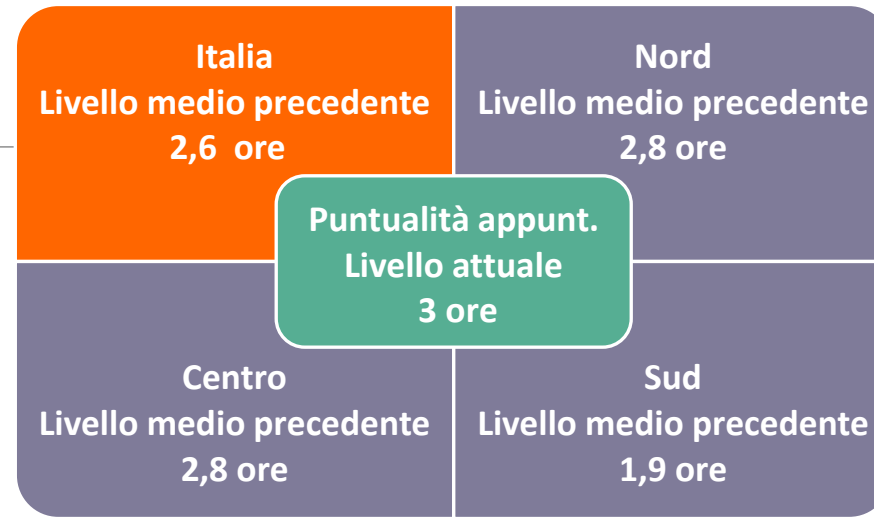 Italia
Livello medio precedente
2,6 ore
Nord
Livello medio precedente
2,8 ore
Puntualità appunt.
Livello attuale
3 ore
Centro
Livello medio precedente
2,8 ore
Sud
Livello medio precedente
1,9 ore